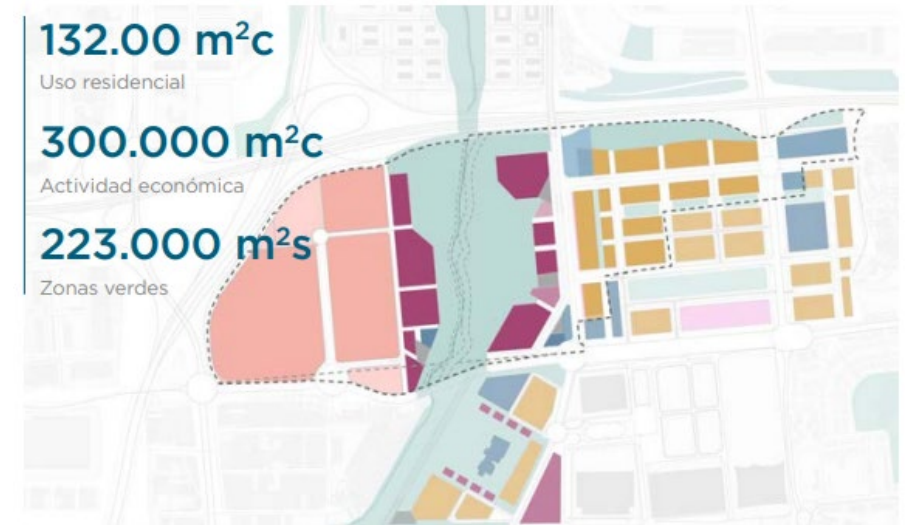 132.00 m²c
Uso residencial
300.000 m²c
Actividad económica
223.000 m²s
Zonas verdes